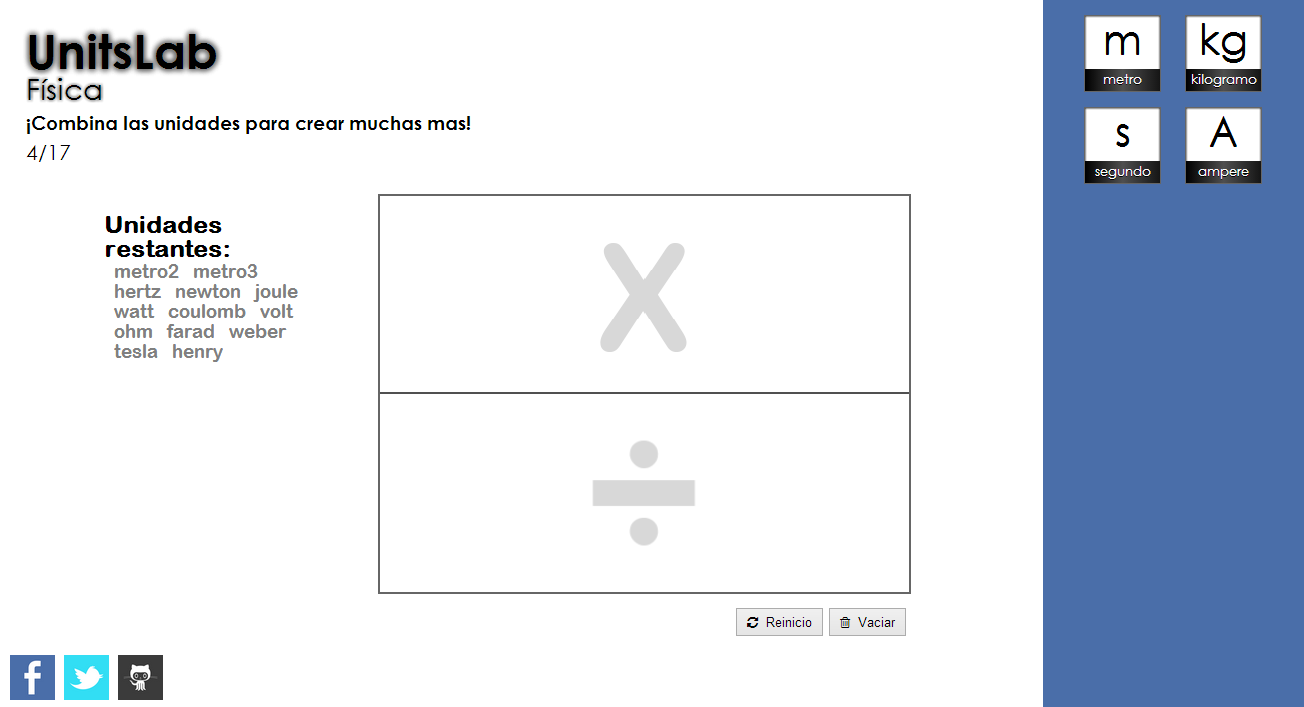 UnitsLab
Física
¡Combina las unidades para crear muchas mas!
4/17
Unidades
restantes:
metro2 metro3
hertz newton joule
watt coulomb volt
ohm farad weber
tesla henry
X
÷
Reinicio Vaciar
m kg
metro kilogramo
s A
segundo ampere